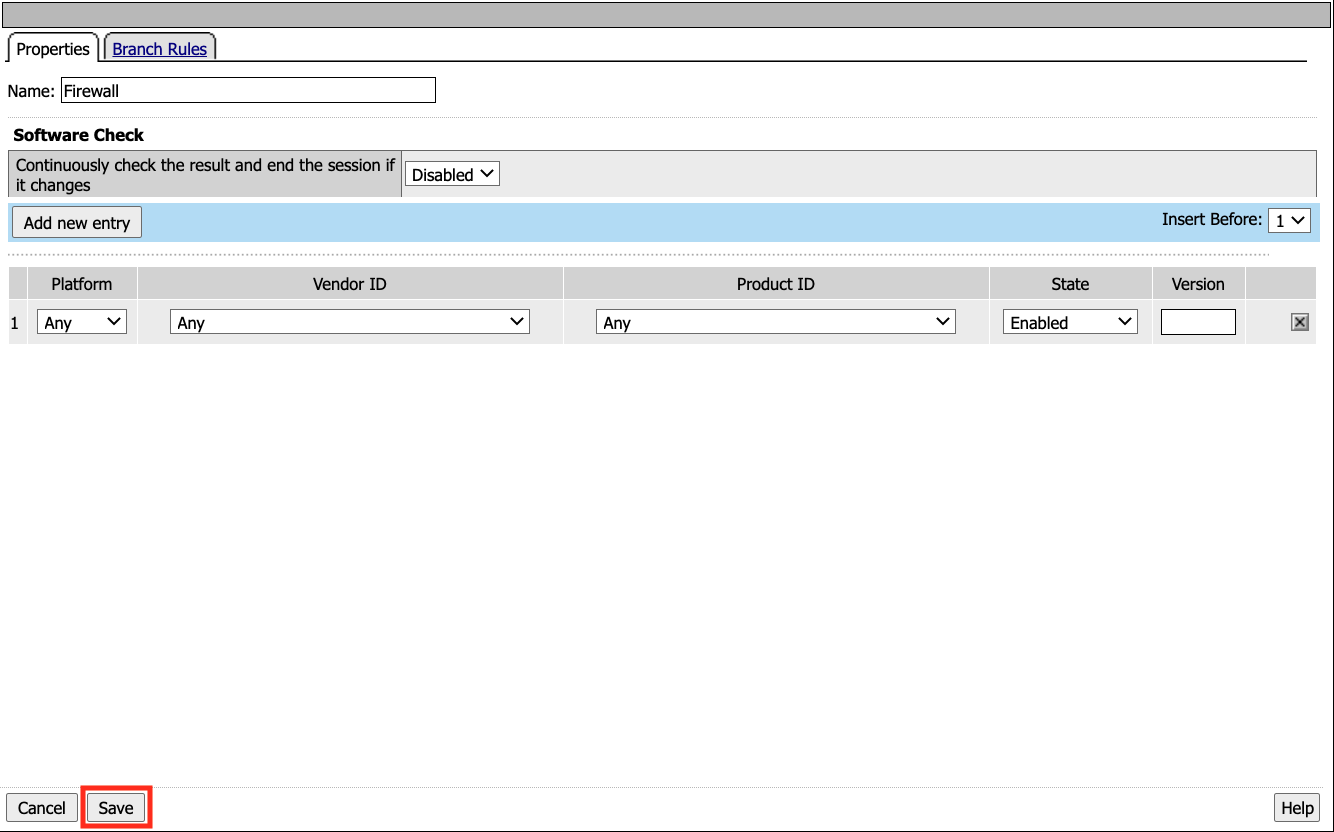 Properties Branch Rules
Name: Firewall
Software Check
Continuously check the result and end the session if
it changes
Disabled
Add new entry Insert Before: 1
Platform Vendor ID Product ID State Version
1 Any Any Any Enabled
Cancel Save Help